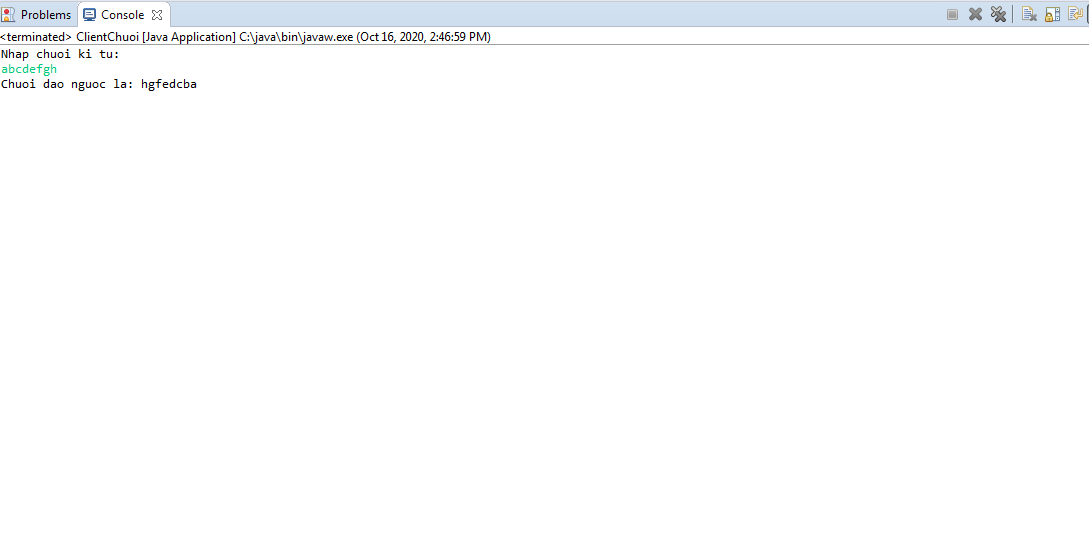 Problems Console
<terminated> ClientChuoi [Java Application] C:\java\bin\javaw.exe (Oct 16, 2020, 2:46:59 PM)
Nhap chuoi ki tu:
abcdefgh
Chuoi dao nguoc la: hgfedcba